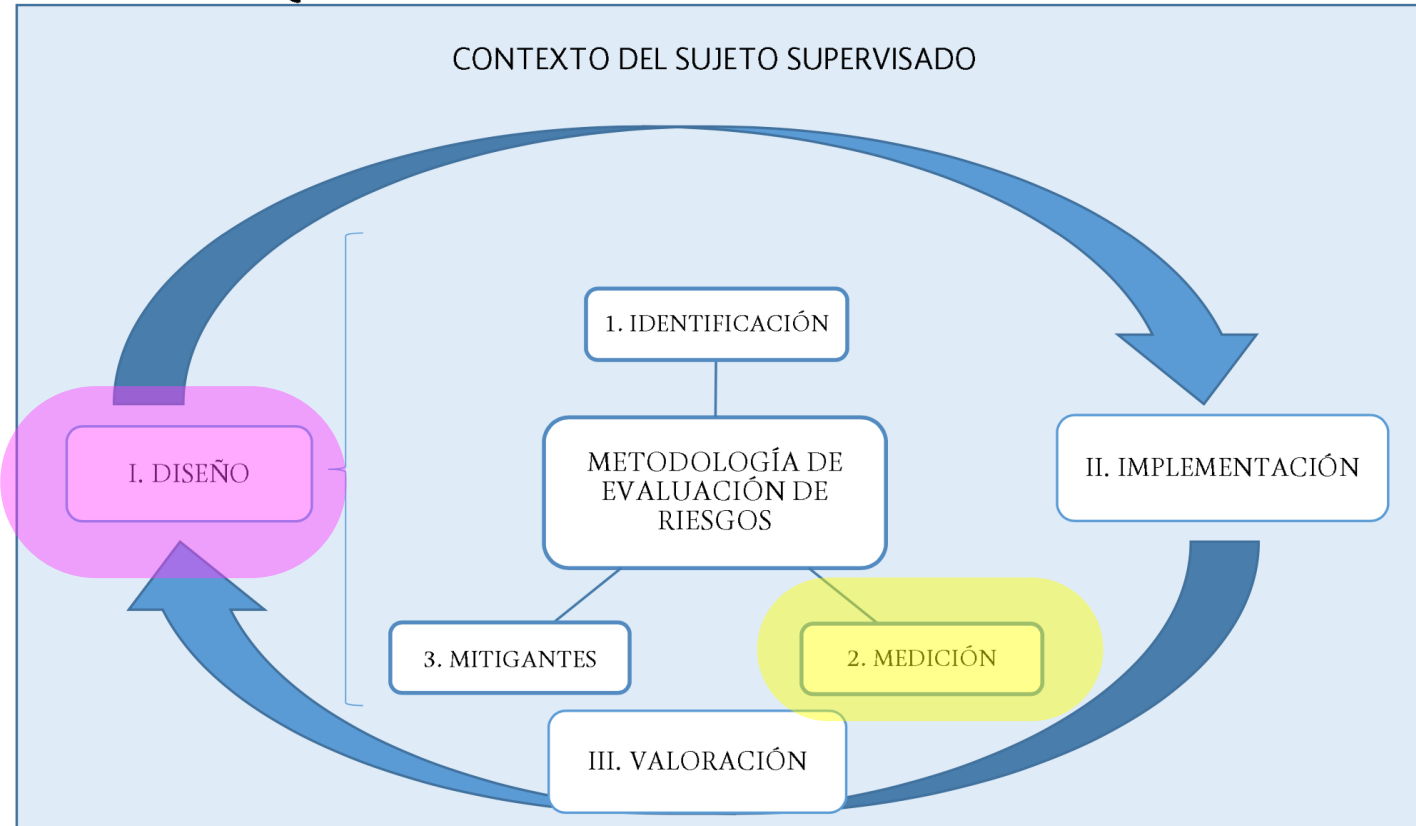 CONTEXTO DEL SUJETO SUPERVISADO
1. IDENTIFICACIÓN
I. DISEÑO
METODOLOGÍA DE
EVALUACIÓN DE
RIESGOS
II. IMPLEMENTACIÓN
3. MITIGANTES
2. MEDICIÓN
III. VALORACIÓN